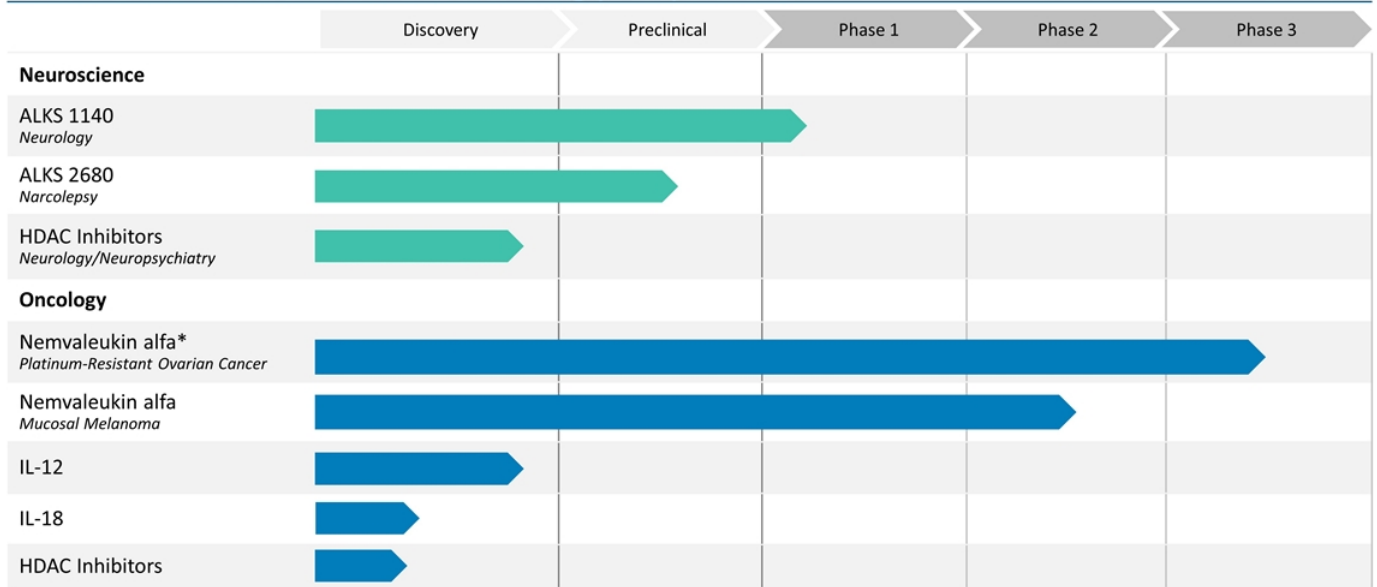 Discovery Preclinical Phase 1 Phase 2 Phase 3
Neuroscience
ALKS 1140
Neurology
ALKS 2680
Narcolepsy
HDAC Inhibitors
Neurology/Neuropsychiatry
Oncology
Nemvaleukin alfa*
Platinum-Resistant Ovarian Cancer
Nemvaleukin alfa
Mucosal Melanoma
IL-12
IL-18
HDAC Inhibitors